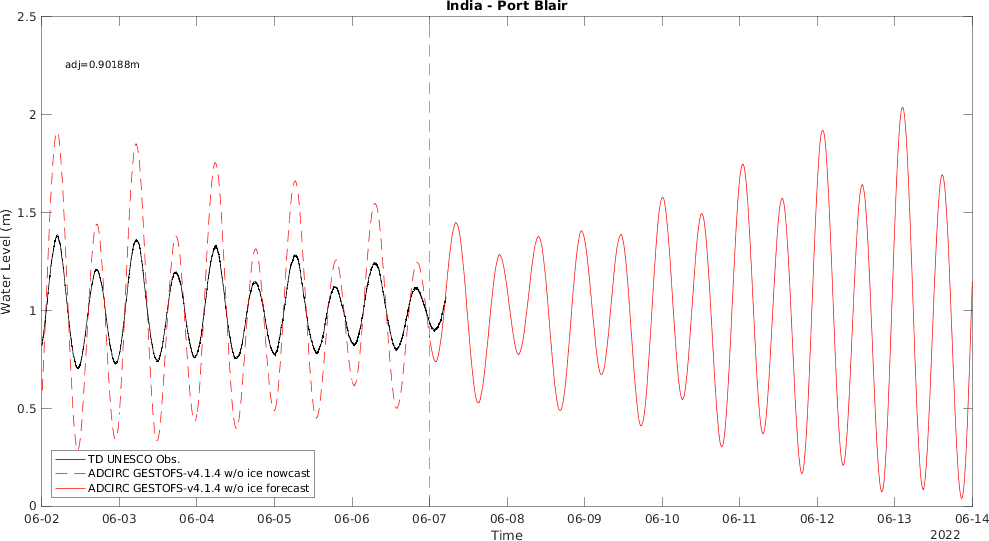 India - Port Blair
2.5
adj=0.90188m
2
1.5
Water Level (m)
1
0.5
TD UNESCO Obs.
ADCIRC GESTOFS-v4.1.4 w/o ice nowcast
ADCIRC GESTOFS-v4.1.4 w/o ice forecast
0
06-02 06-03 06-04 06-05 06-06 06-07 06-08 06-09 06-10 06-11 06-12 06-13 06-14
Time
2022